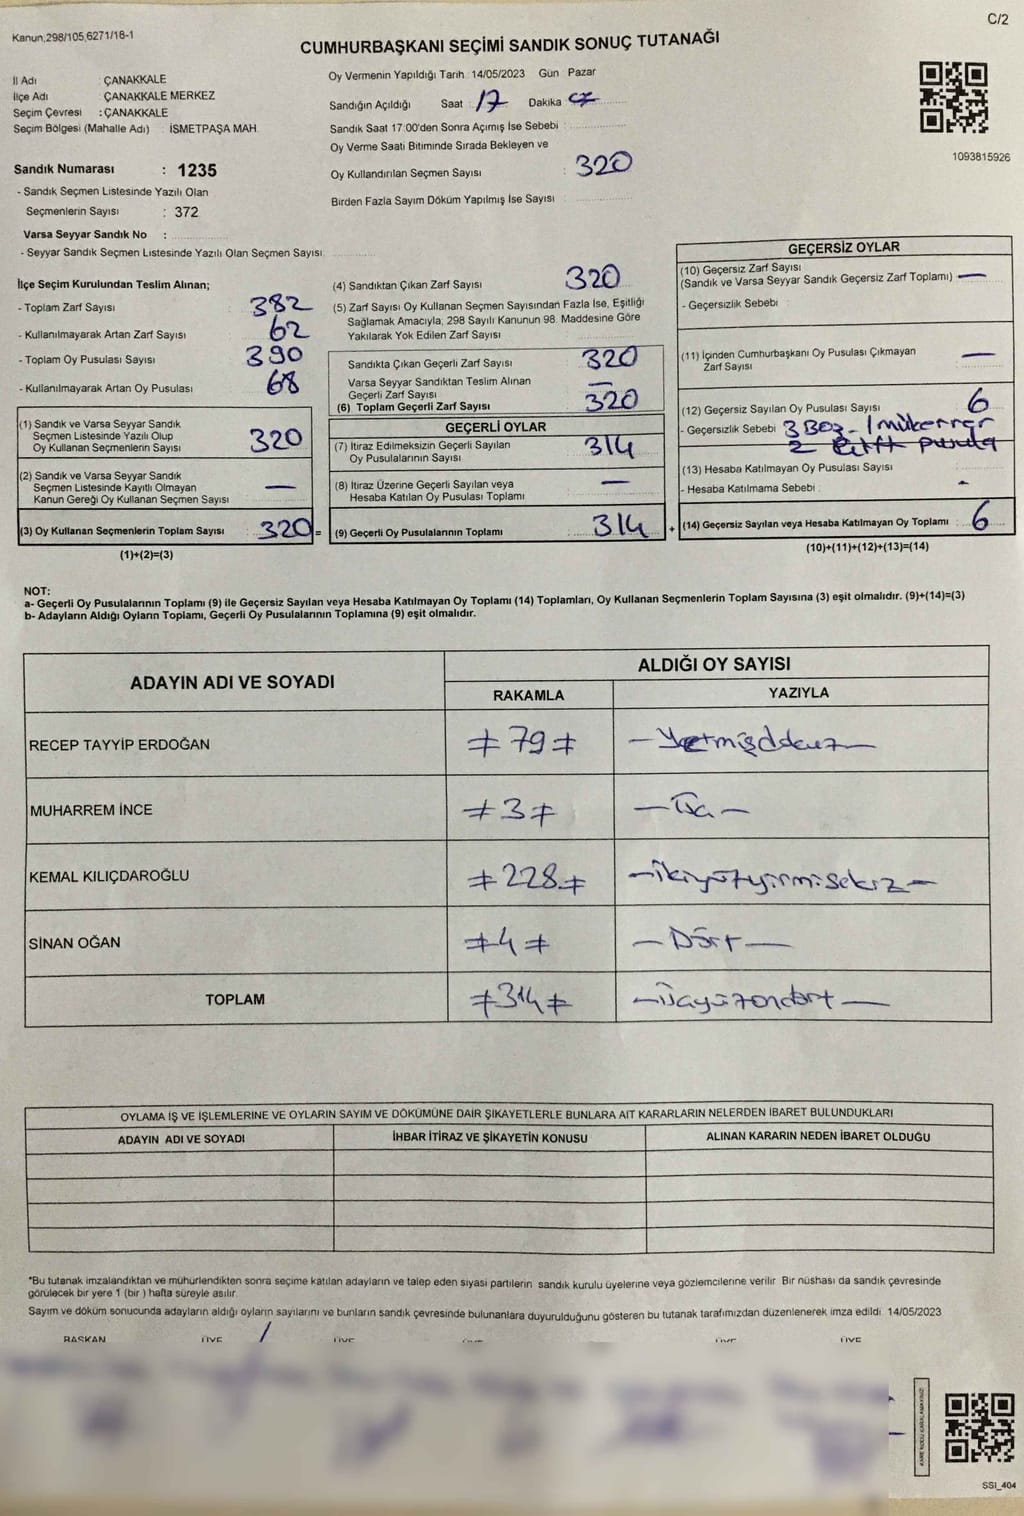 C/2
Kanun,298/105,6271/18-1
CUMHURBAŞKANI SEÇİMİ SANDIK SONUÇ TUTANAĞI
İl Adı : ÇANAKKALE
İlçe Adı : ÇANAKKALE MERKEZ
Seçim Çevresi : ÇANAKKALE
Seçim Bölgesi (Mahalle Adı) : İSMETPAŞA MAH.
Sandık Numarası : 1235
- Sandık Seçmen Listesinde Yazılı Olan
Seçmenlerin Sayısı : 372
Varsa Seyyar Sandık No :
- Seyyar Sandık Seçmen Listesinde Yazılı Olan Seçmen Sayısı
Oy Vermenin Yapıldığı Tarih : 14/05/2023 Gün Pazar
Sandığın Açıldığı Saat : 17 Dakika :
Sandık Saat 17:00'den Sonra Açımış İse Sebebi :
Oy Verme Saati Bitiminde Sırada Bekleyen ve
Oy Kullandırılan Seçmen Sayısı : 320
Birden Fazla Sayım Döküm Yapılmış İse Sayısı :
1093815926
İlçe Seçim Kurulundan Teslim Alınan;
- Toplam Zarf Sayısı : 382
- Kullanılmayarak Artan Zarf Sayısı : 62
- Toplam Oy Pusulası Sayısı : 390
- Kullanılmayarak Artan Oy Pusulası : 68
(1) Sandık ve Varsa Seyyar Sandık
Seçmen Listesinde Yazılı Olup
Oy Kullanan Seçmenlerin Sayısı : 320
(2) Sandık ve Varsa Seyyar Sandık
Seçmen Listesinde Kayıtlı Olmayan
Kanun Gereği Oy Kullanan Seçmen Sayısı : —
(3) Oy Kullanan Seçmenlerin Toplam Sayısı : 320 =
(1)+(2)=(3)
(4) Sandıktan Çıkan Zarf Sayısı : 320
(5) Zarf Sayısı Oy Kullanan Seçmen Sayısından Fazla İse, Eşitliği
Sağlamak Amacıyla, 298 Sayılı Kanunun 98. Maddesine Göre
Yakılarak Yok Edilen Zarf Sayısı :
Sandıkta Çıkan Geçerli Zarf Sayısı : 320
Varsa Seyyar Sandıktan Teslim Alınan
Geçerli Zarf Sayısı : —
(6) Toplam Geçerli Zarf Sayısı : 320
GEÇERLİ OYLAR
(7) İtiraz Edilmeksizin Geçerli Sayılan
Oy Pusulalarının Sayısı : 314
(8) İtiraz Üzerine Geçerli Sayılan veya
Hesaba Katılan Oy Pusulası Toplamı : —
(9) Geçerli Oy Pusulalarının Toplamı : 314 +
GEÇERSİZ OYLAR
(10) Geçersiz Zarf Sayısı
(Sandık ve Varsa Seyyar Sandık Geçersiz Zarf Toplamı) : —
- Geçersizlik Sebebi :
(11) İçinden Cumhurbaşkanı Oy Pusulası Çıkmayan
Zarf Sayısı : —
(12) Geçersiz Sayılan Oy Pusulası Sayısı : 6
- Geçersizlik Sebebi : 3 Boz - 1 mükerrer
2 Çift pusula
(13) Hesaba Katılmayan Oy Pusulası Sayısı :
- Hesaba Katılmama Sebebi : -
(14) Geçersiz Sayılan veya Hesaba Katılmayan Oy Toplamı : 6
(10)+(11)+(12)+(13)=(14)
NOT:
a- Geçerli Oy Pusulalarının Toplamı (9) ile Geçersiz Sayılan veya Hesaba Katılmayan Oy Toplamı (14) Toplamları, Oy Kullanan Seçmenlerin Toplam Sayısına (3) eşit olmalıdır. (9)+(14)=(3)
b- Adayların Aldığı Oyların Toplamı, Geçerli Oy Pusulalarının Toplamına (9) eşit olmalıdır.
ADAYIN ADI VE SOYADI ALDIĞI OY SAYISI
RAKAMLA YAZIYLA
RECEP TAYYİP ERDOĞAN ≠ 79 ≠ — Yetmişdokuz —
MUHARREM İNCE ≠ 3 ≠ — Üç —
KEMAL KILIÇDAROĞLU ≠ 228 ≠ — ikiyüzyirmisekiz —
SİNAN OĞAN ≠ 4 ≠ — Dört —
TOPLAM ≠ 314 ≠ — Üçyüzondört —
OYLAMA İŞ VE İŞLEMLERİNE VE OYLARIN SAYIM VE DÖKÜMÜNE DAİR ŞİKAYETLERLE BUNLARA AİT KARARLARIN NELERDEN İBARET BULUNDUKLARI
ADAYIN ADI VE SOYADI İHBAR İTİRAZ VE ŞİKAYETİN KONUSU ALINAN KARARIN NEDEN İBARET OLDUĞU
*Bu tutanak imzalandıktan ve mühürlendikten sonra seçime katılan adayların ve talep eden siyasi partilerin sandık kurulu üyelerine veya gözlemcilerine verilir. Bir nüshası da sandık çevresinde
görülecek bir yere 1 (bir ) hafta süreyle asılır.
Sayım ve döküm sonucunda adayların aldığı oyların sayılarını ve bunların sandık çevresinde bulunanlara duyurulduğunu gösteren bu tutanak tarafımızdan düzenlenerek imza edildi. 14/05/2023
BAŞKAN ÜYE ÜYE ÜYE ÜYE ÜYE
KARE KODU KARALAMAYINIZ!
SSI_404